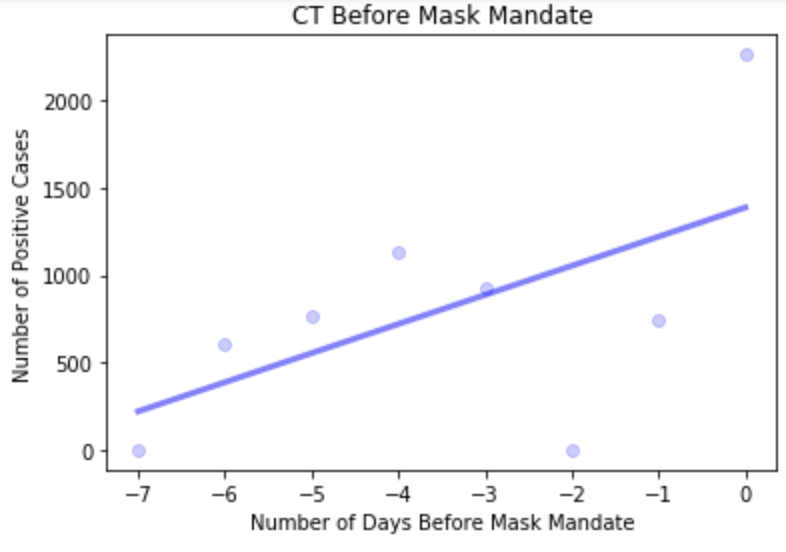 CT Before Mask Mandate
Number of Positive Cases
2000
1500
1000
500
0
−7 −6 −5 −4 −3 −2 −1 0
Number of Days Before Mask Mandate